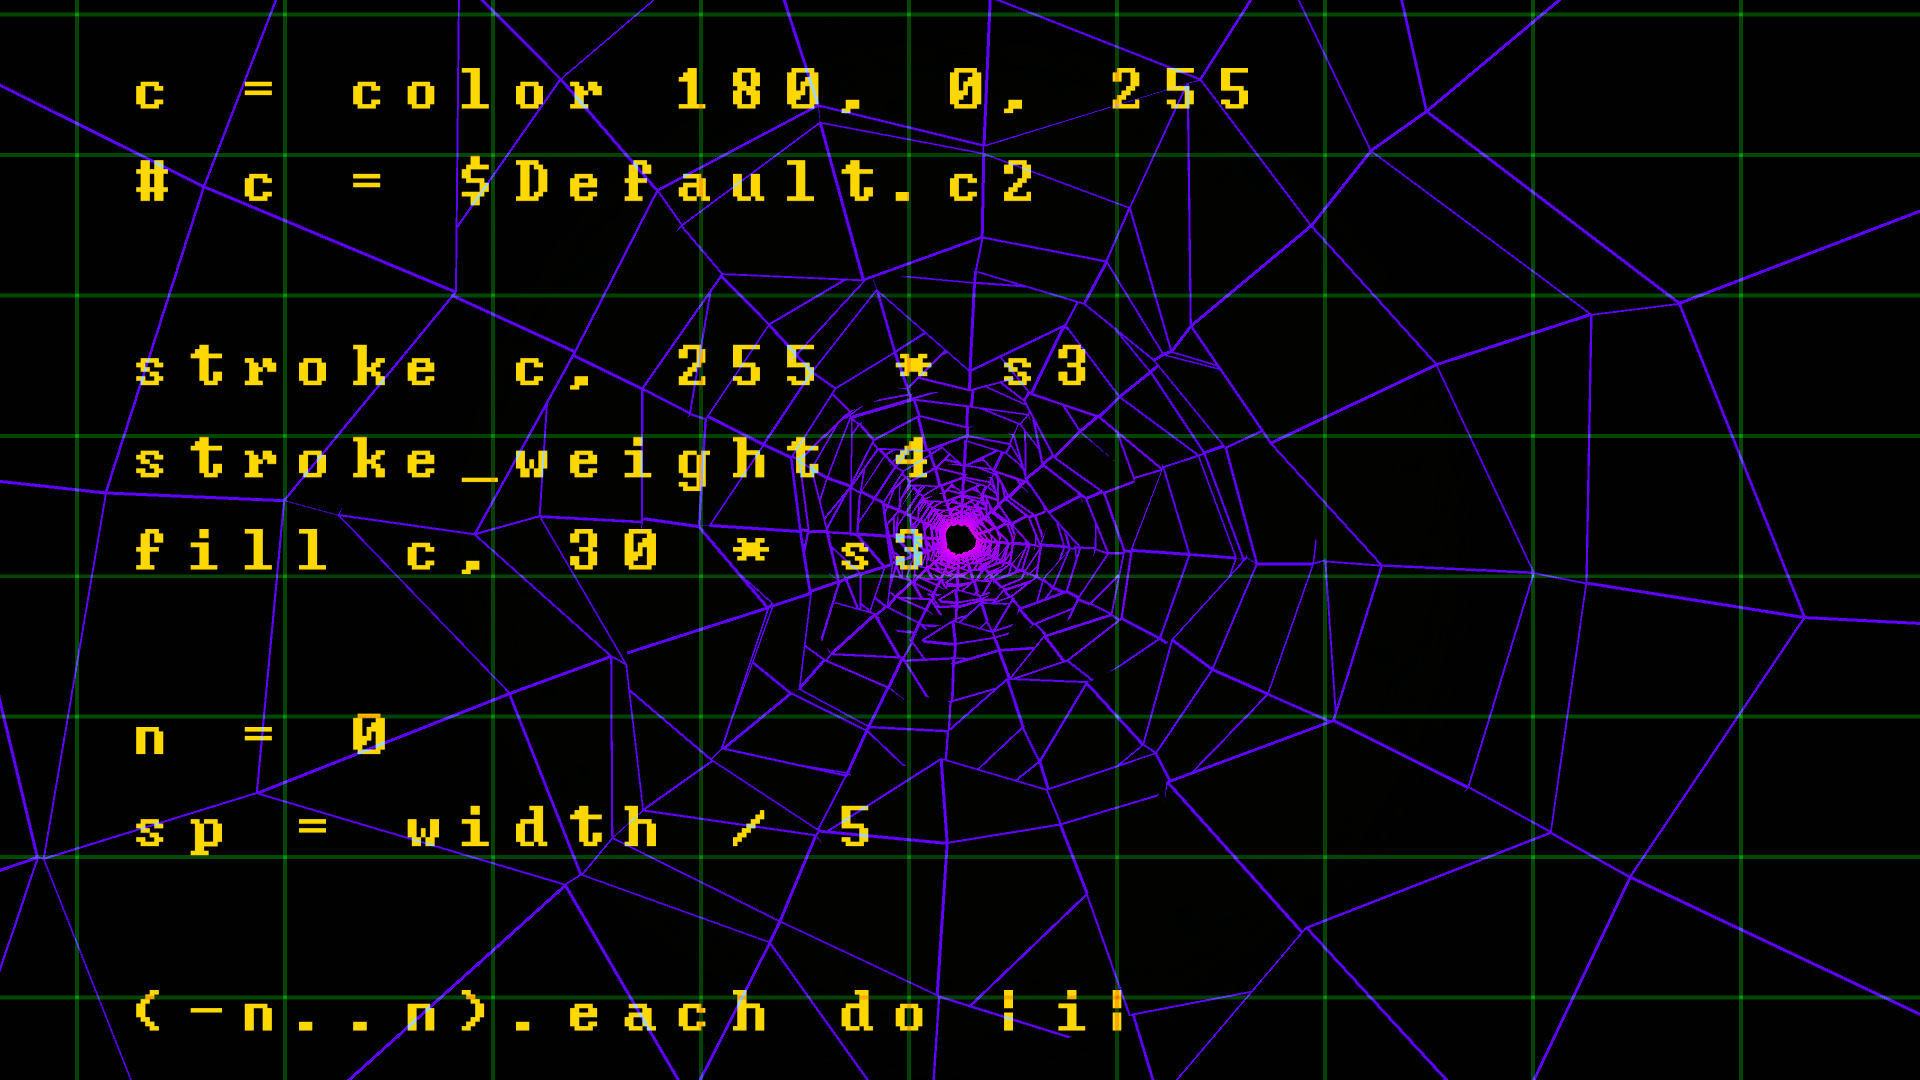 c = color 180, 0, 255
# c = $Default.c2
stroke c, 255 * s3
stroke_weight 4
fill c, 30 * s3
n = 0
sp = width / 5
(-n..n).each do |i|